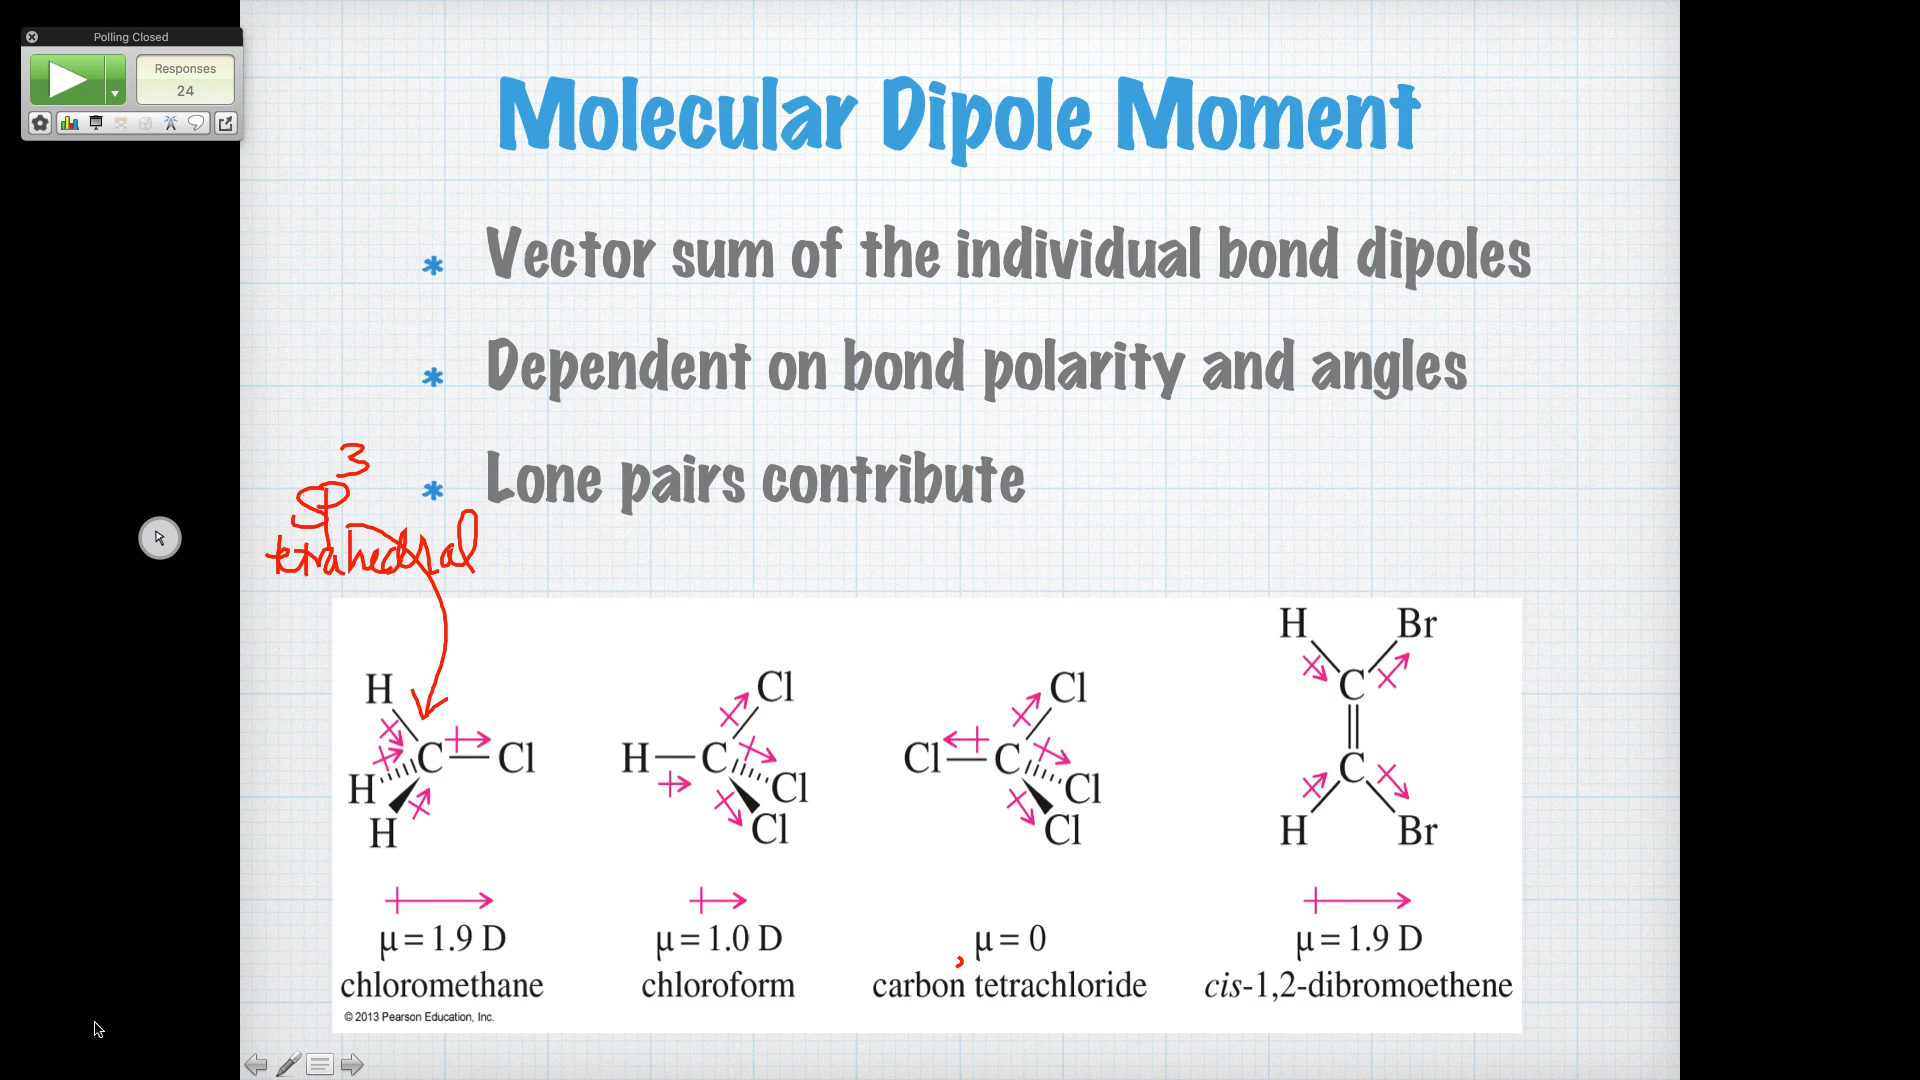 Polling Closed
Responses
24
Molecular Dipole Moment
* Vector sum of the individual bond dipoles
* Dependent on bond polarity and angles
* Lone pairs contribute
sp3
tetrahedral
H
C
Cl
H
H
μ = 1.9 D
chloromethane
Cl
H
C
Cl
Cl
μ = 1.0 D
chloroform
Cl
Cl
C
Cl
Cl
μ = 0
carbon tetrachloride
H
Br
C
C
H
Br
μ = 1.9 D
cis-1,2-dibromoethene
© 2013 Pearson Education, Inc.